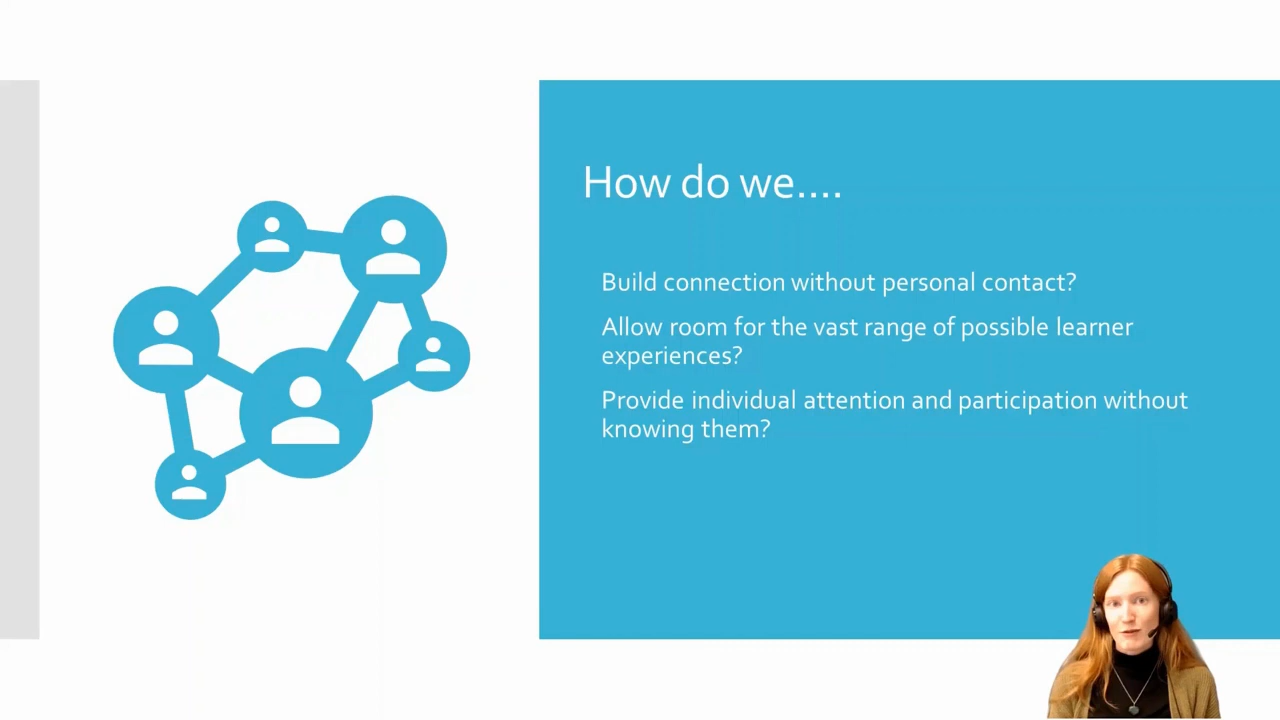 How do we....
Build connection without personal contact?
Allow room for the vast range of possible learner
experiences?
Provide individual attention and participation without
knowing them?